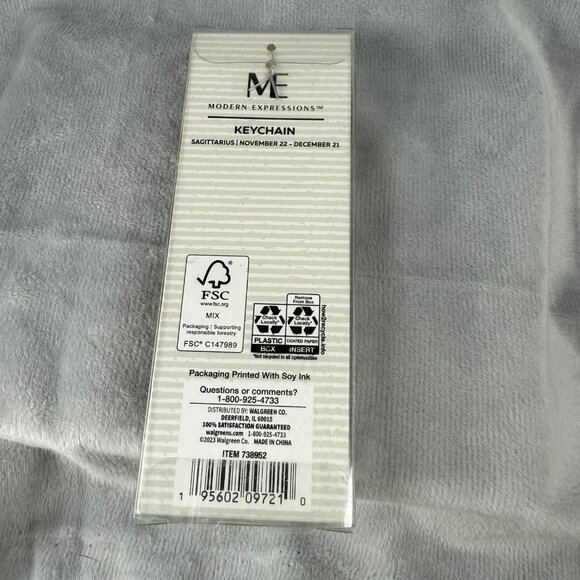 ME
MODERN EXPRESSIONS™
KEYCHAIN
SAGITTARIUS | NOVEMBER 22 - DECEMBER 21
FSC
www.fsc.org
MIX
Packaging | Supporting
responsible forestry
FSC® C147989
Remove
From Box
Check
Locally*
Check
Locally*
PLASTIC
COATED PAPER
BOX
INSERT
*Not recycled in all communities
how2recycle.info
Packaging Printed With Soy Ink
Questions or comments?
1-800-925-4733
DISTRIBUTED BY: WALGREEN CO.
DEERFIELD, IL 60015
100% SATISFACTION GUARANTEED
walgreens.com 1-800-925-4733
©2023 Walgreen Co. MADE IN CHINA
ITEM 738952
1 95602 09721 0